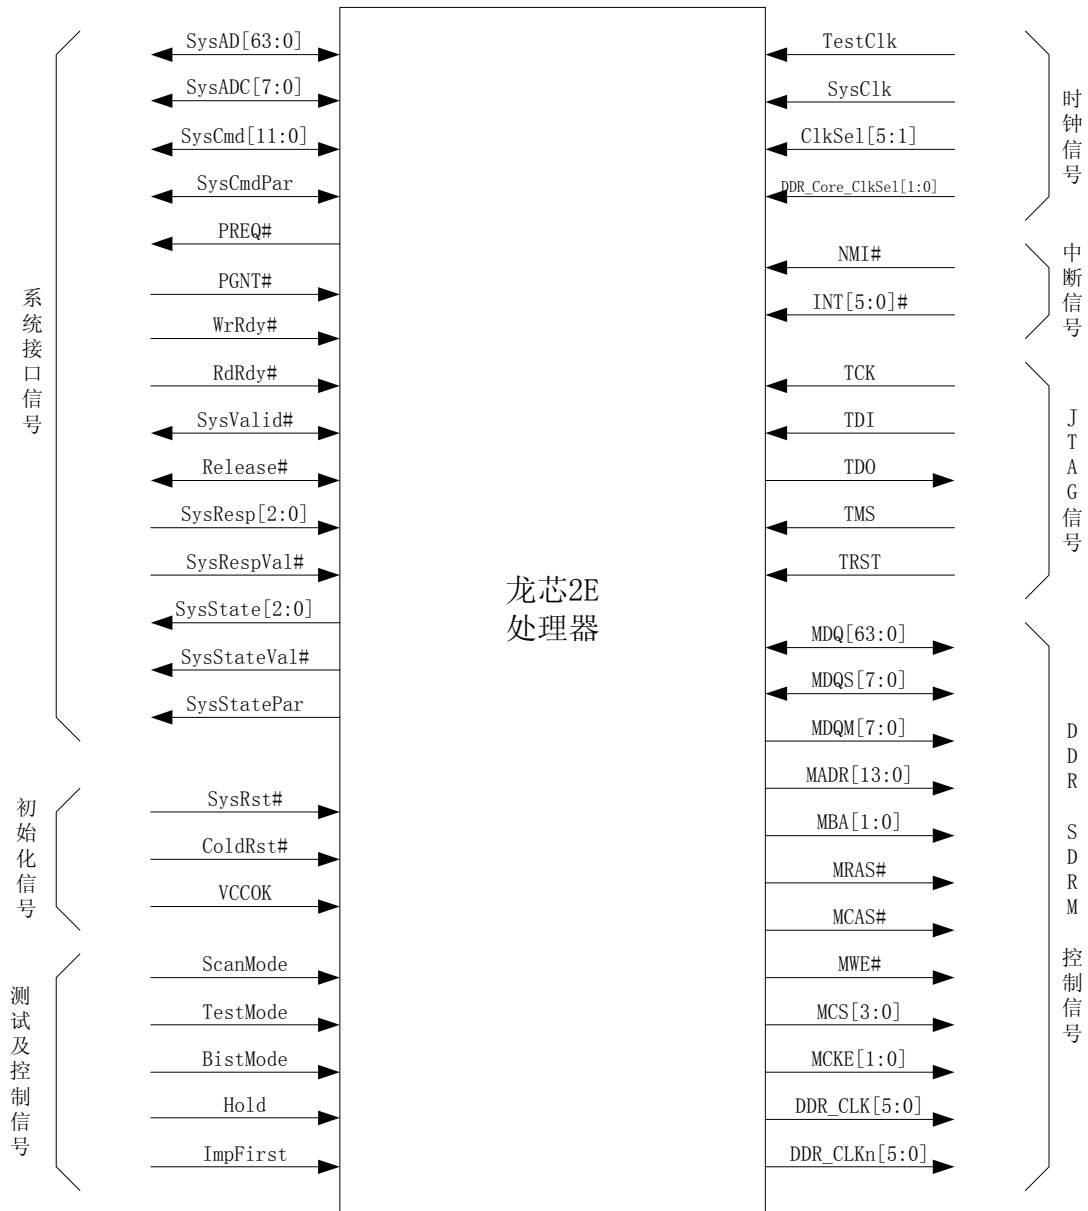 系统接口信号
SysAD[63:0]
SysADC[7:0]
SysCmd[11:0]
SysCmdPar
PREQ#
PGNT#
WrRdy#
RdRdy#
SysValid#
Release#
SysResp[2:0]
SysRespVal#
SysState[2:0]
SysStateVal#
SysStatePar
初始化信号
SysRst#
ColdRst#
VCCOK
测试及控制信号
ScanMode
TestMode
BistMode
Hold
ImpFirst
龙芯2E
处理器
TestClk
SysClk
ClkSel[5:1]
DDR_Core_ClkSel[1:0]
时钟信号
NMI#
INT[5:0]#
中断信号
TCK
TDI
TDO
TMS
TRST
JTAG信号
MDQ[63:0]
MDQS[7:0]
MDQM[7:0]
MADR[13:0]
MBA[1:0]
MRAS#
MCAS#
MWE#
MCS[3:0]
MCKE[1:0]
DDR_CLK[5:0]
DDR_CLKn[5:0]
DDR SDRM 控制信号